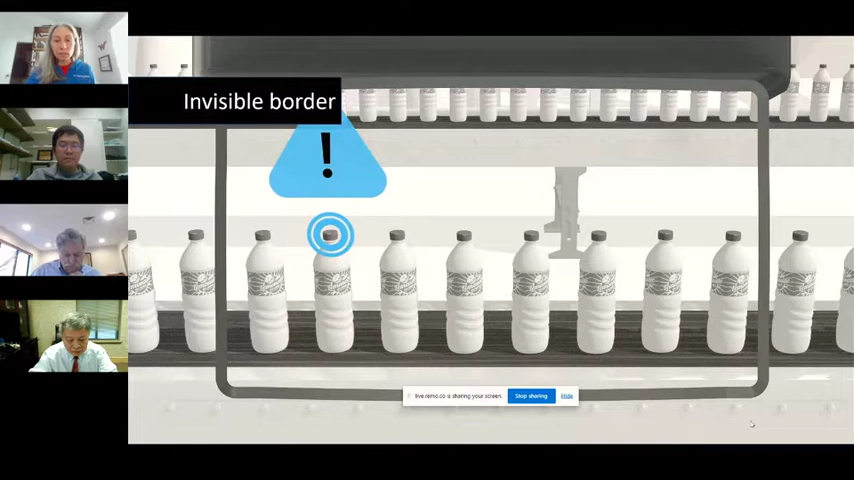 Invisible border
!
live.remo.co is sharing your screen. Stop sharing Hide